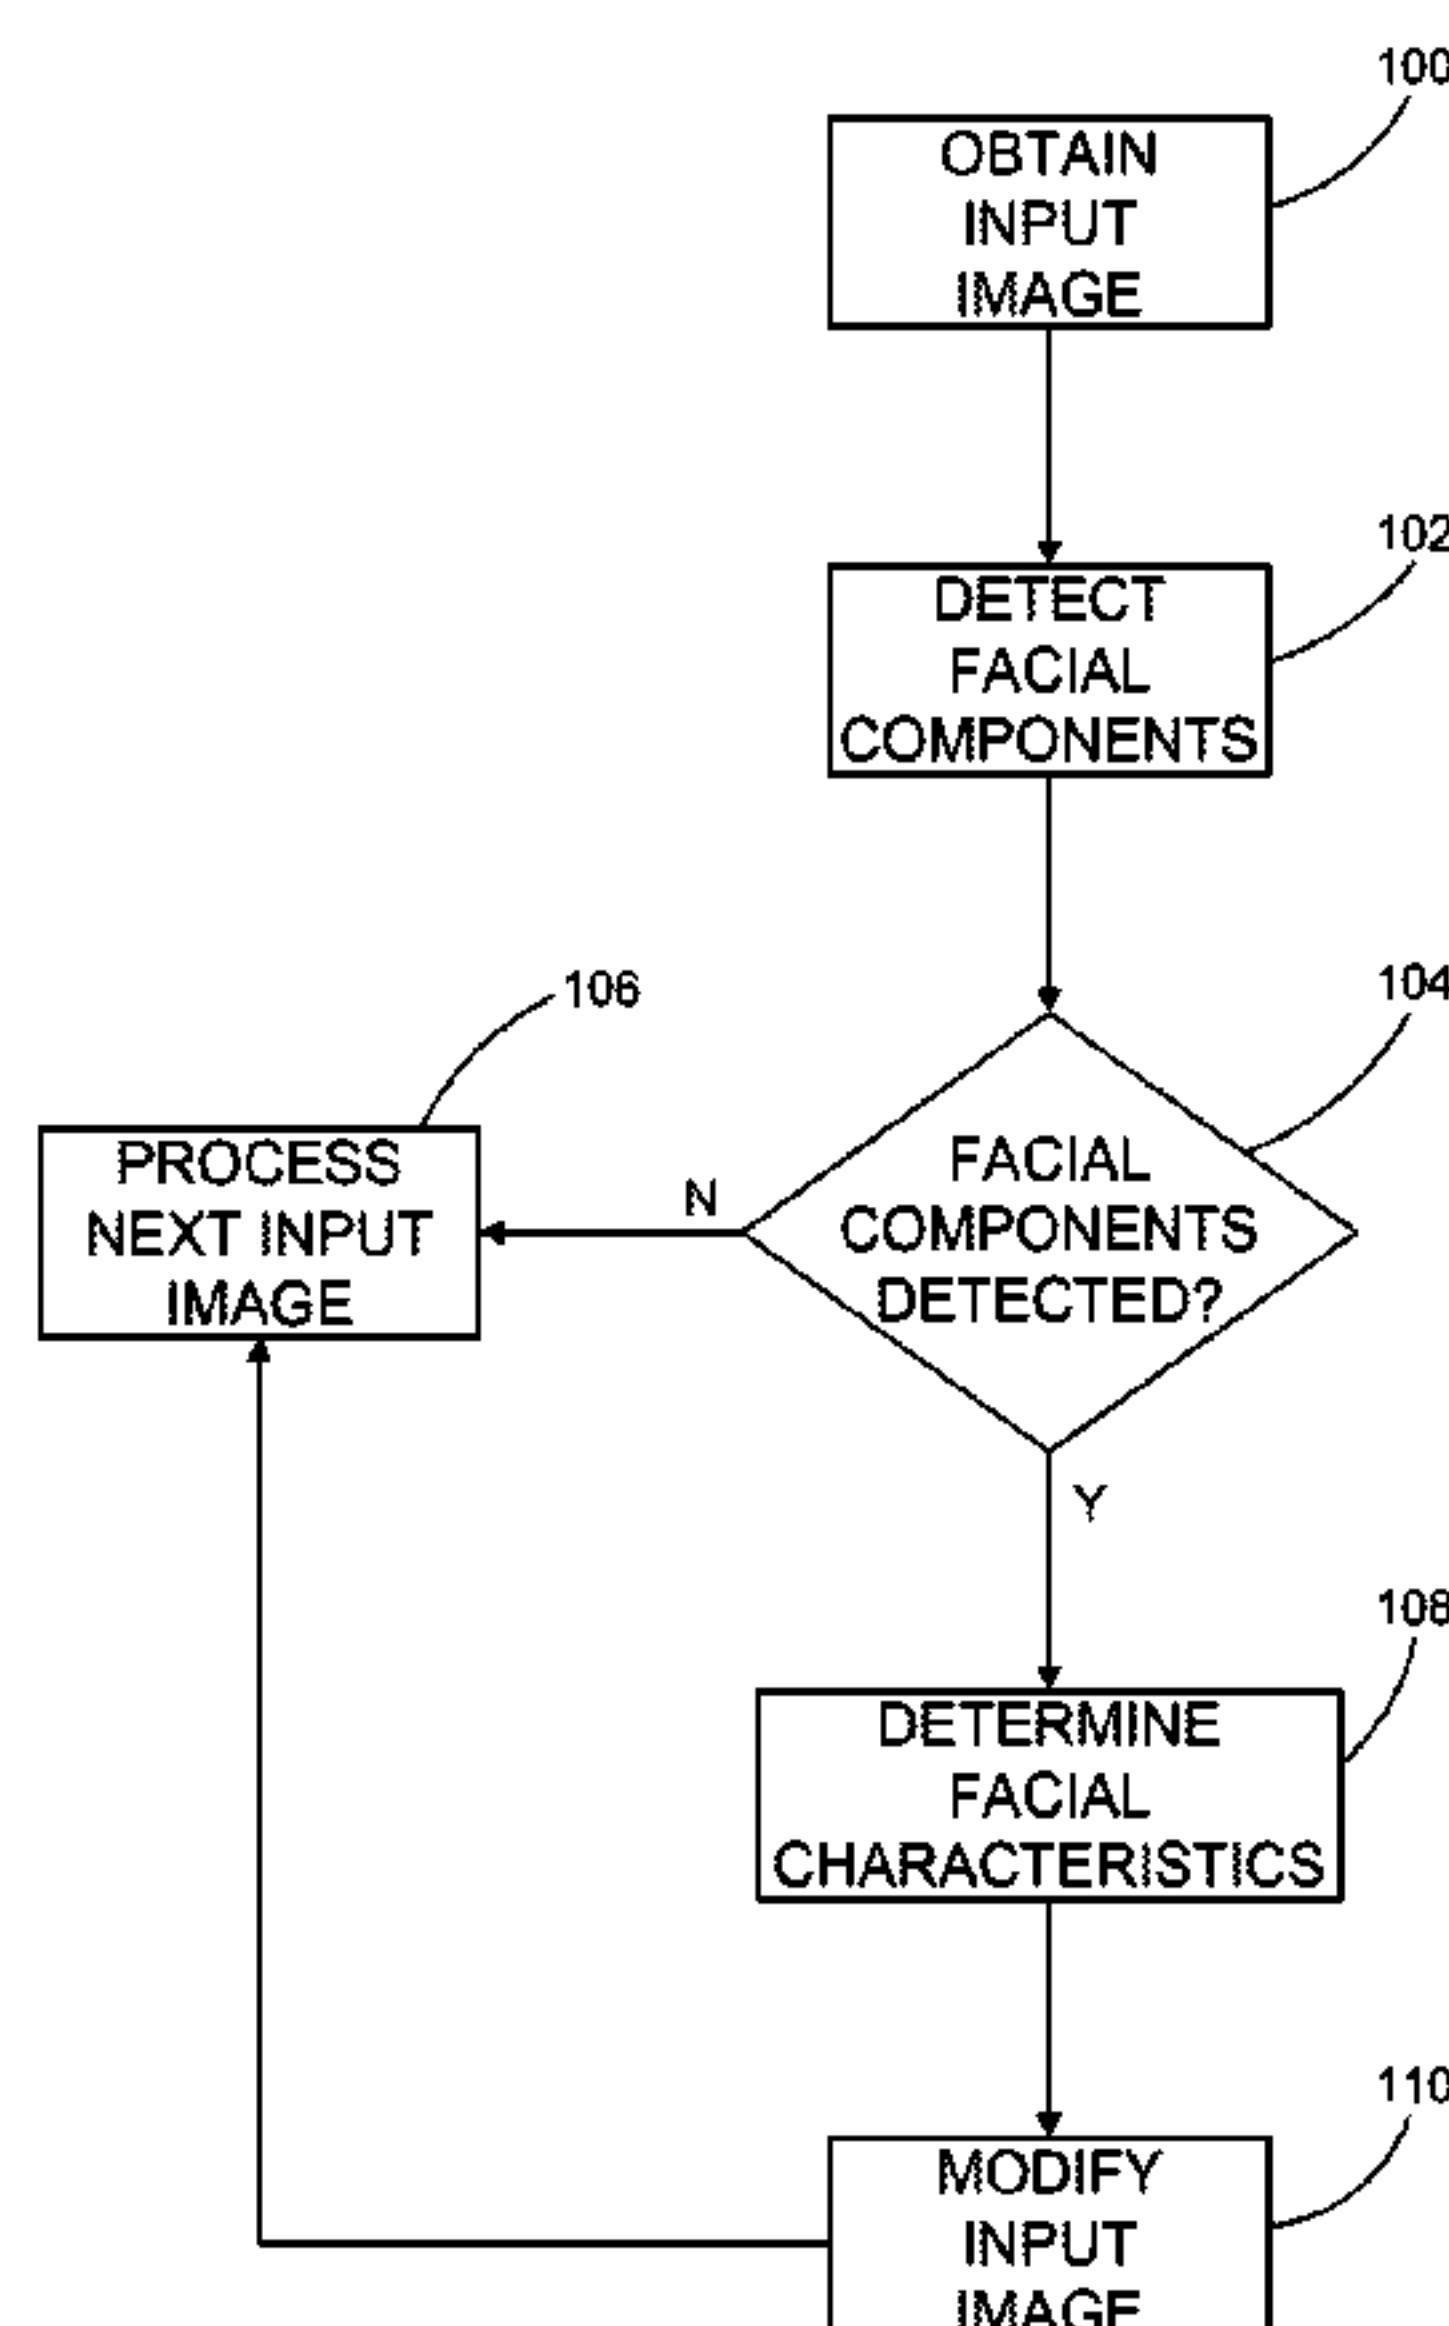 100
OBTAIN
INPUT
IMAGE
102
DETECT
FACIAL
COMPONENTS
104
106
FACIAL
COMPONENTS
DETECTED?
PROCESS
NEXT INPUT
IMAGE
N
Y
108
DETERMINE
FACIAL
CHARACTERISTICS
110
MODIFY
INPUT
IMAGE